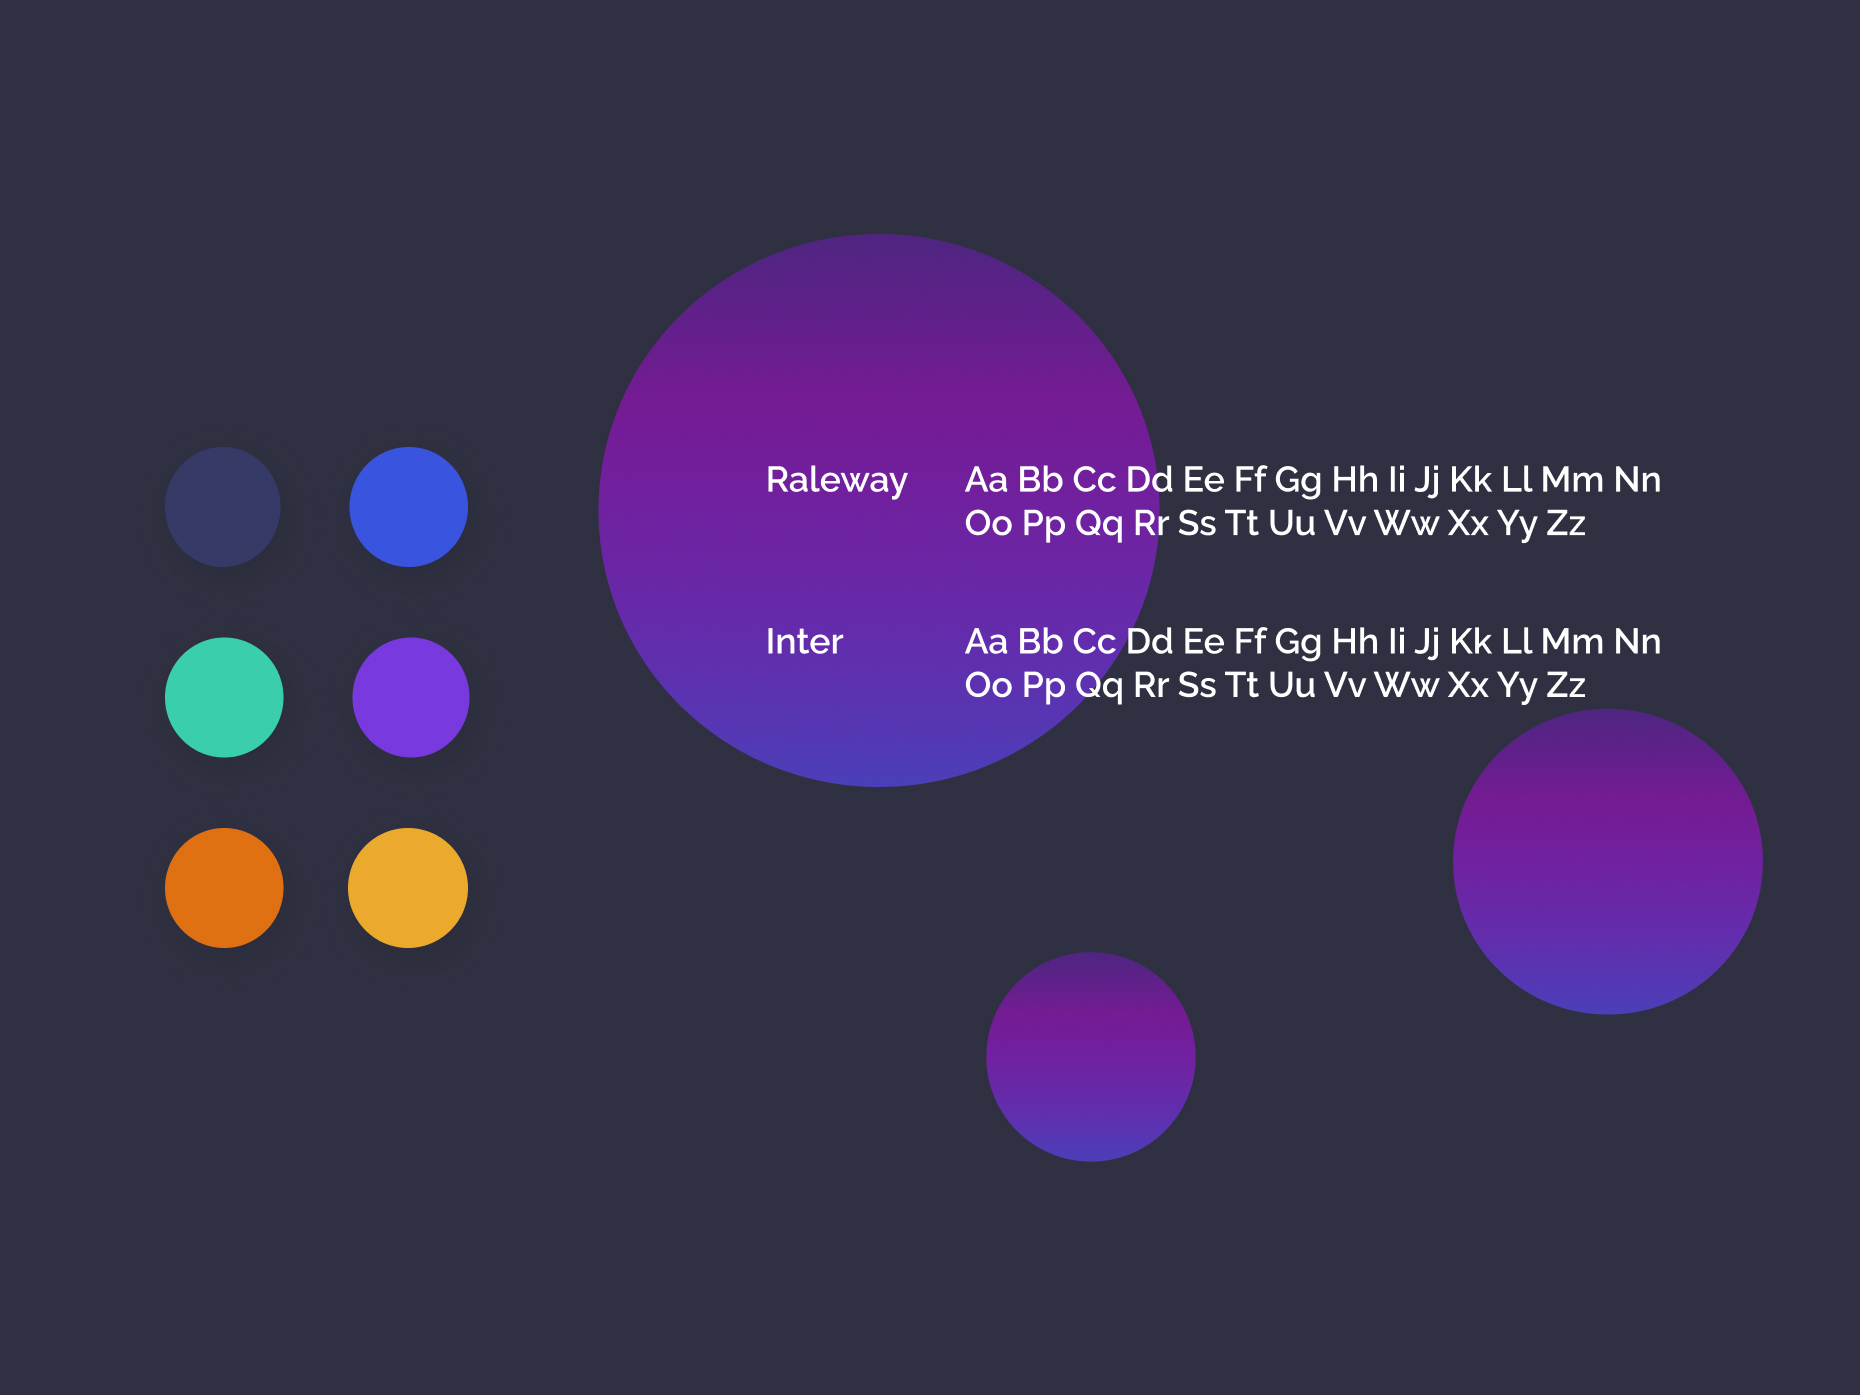 Raleway
Aa Bb Cc Dd Ee Ff Gg Hh Ii Jj Kk Ll Mm Nn
Oo Pp Qq Rr Ss Tt Uu Vv Ww Xx Yy Zz
Inter
Aa Bb Cc Dd Ee Ff Gg Hh Ii Jj Kk Ll Mm Nn
Oo Pp Qq Rr Ss Tt Uu Vv Ww Xx Yy Zz